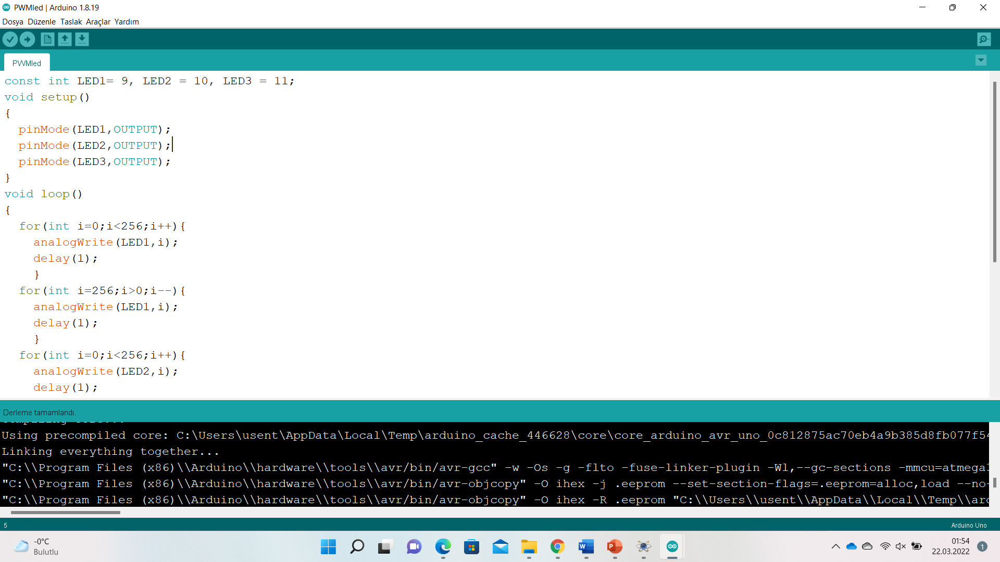 PWMled | Arduino 1.8.19
Dosya Düzenle Taslak Araçlar Yardım
PWMled
const int LED1= 9, LED2 = 10, LED3 = 11;
void setup()
{
  pinMode(LED1,OUTPUT);
  pinMode(LED2,OUTPUT);
  pinMode(LED3,OUTPUT);
}
void loop()
{
  for(int i=0;i<256;i++){
    analogWrite(LED1,i);
    delay(1);
    }
  for(int i=256;i>0;i--){
    analogWrite(LED1,i);
    delay(1);
    }
  for(int i=0;i<256;i++){
    analogWrite(LED2,i);
    delay(1);
Derleme tamamlandı.
Using precompiled core: C:\Users\usent\AppData\Local\Temp\arduino_cache_446628\core\core_arduino_avr_uno_0c812875ac70eb4a9b385d8fb077f54
Linking everything together...
"C:\\Program Files (x86)\\Arduino\\hardware\\tools\\avr/bin/avr-gcc" -w -Os -g -flto -fuse-linker-plugin -Wl,--gc-sections -mmcu=atmega3
"C:\\Program Files (x86)\\Arduino\\hardware\\tools\\avr/bin/avr-objcopy" -O ihex -j .eeprom --set-section-flags=.eeprom=alloc,load --no-
"C:\\Program Files (x86)\\Arduino\\hardware\\tools\\avr/bin/avr-objcopy" -O ihex -R .eeprom "C:\\Users\\usent\\AppData\\Local\\Temp\\ard
5
Arduino Uno
-0°C
Bulutlu
01:54
22.03.2022
1